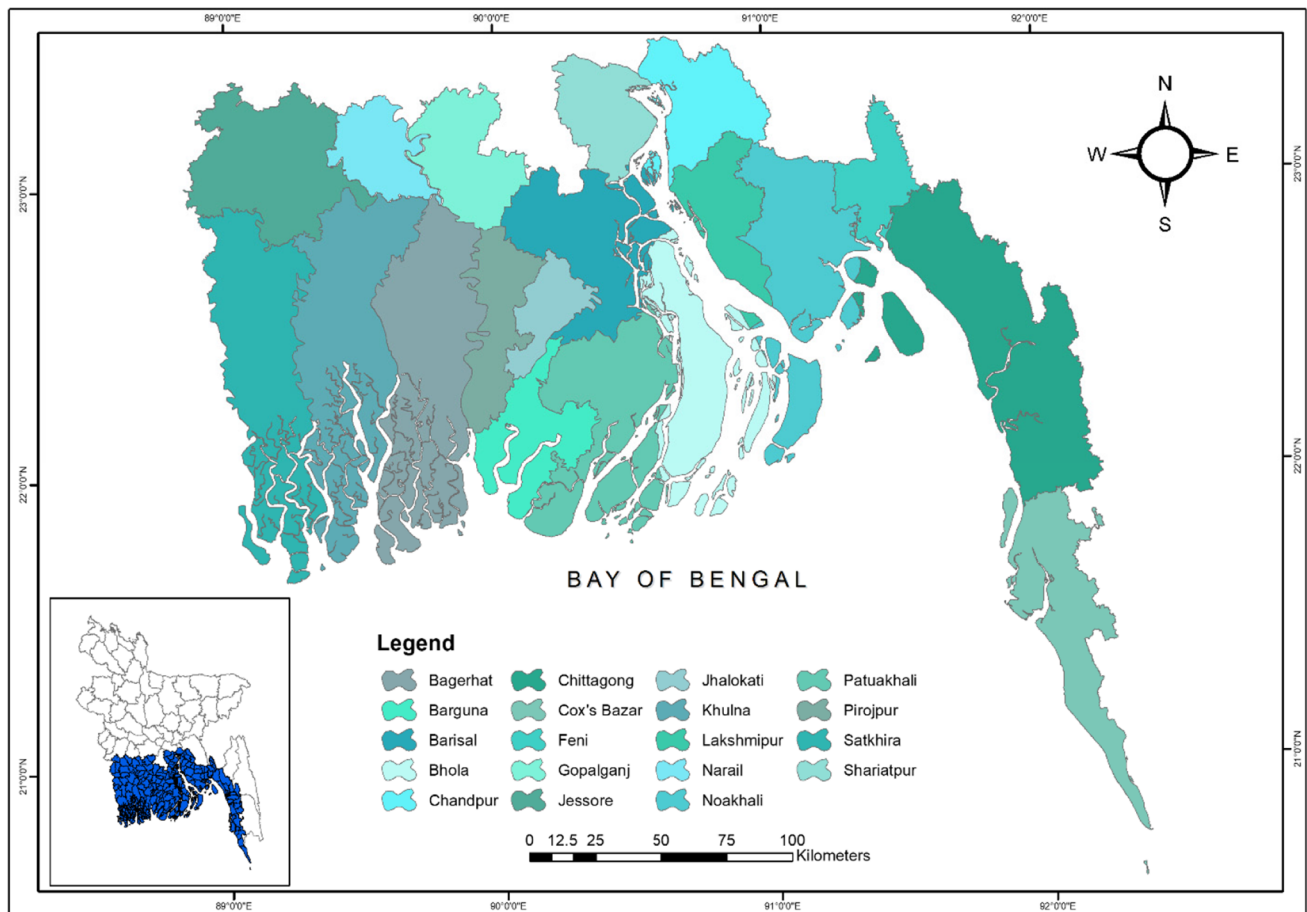 89°0'0"E 90°0'0"E 91°0'0"E 92°0'0"E
N
W E
S
23°0'0"N 23°0'0"N
22°0'0"N 22°0'0"N
BAY OF BENGAL
Legend
Bagerhat Chittagong Jhalokati Patuakhali
Barguna Cox's Bazar Khulna Pirojpur
Barisal Feni Lakshmipur Satkhira
Bhola Gopalganj Narail Shariatpur
Chandpur Jessore Noakhali
21°0'0"N 21°0'0"N
0 12.5 25 50 75 100
Kilometers
89°0'0"E 90°0'0"E 91°0'0"E 92°0'0"E